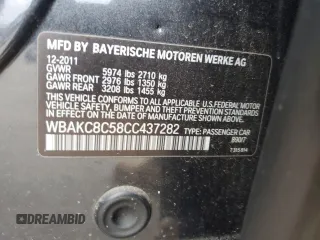 MFD BY BAYERISCHE MOTOREN WERKE AG
12-2011
GVWR 5974 lbs 2710 kg
GAWR FRONT 2976 lbs 1350 kg
GAWR REAR 3208 lbs 1455 kg
THIS VEHICLE CONFORMS TO ALL APPLICABLE
FEDERAL MOTOR VEHICLE SAFETY, BUMPER,
AND THEFT PREVENTION STANDARDS IN EFFECT
ON THE DATE OF MANUFACTURE SHOWN ABOVE.
WBAKC8C58CC437282 TYPE: PASSENGER CAR
DREAMBID